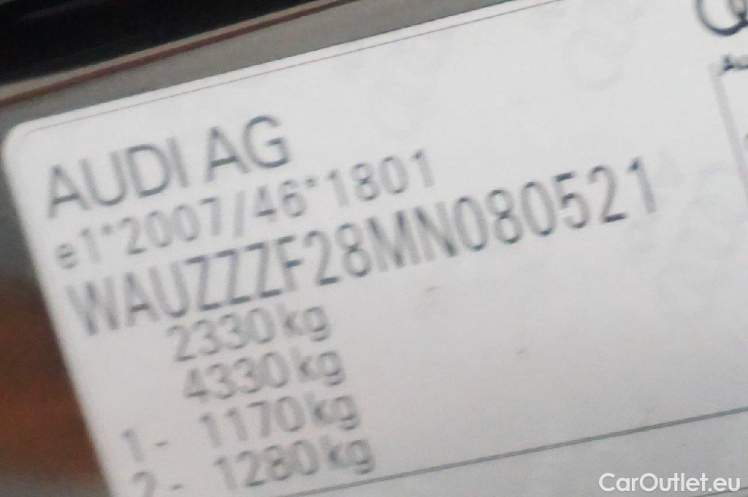 AUDI AG
e1*2007/46*1801
WAUZZZF28MN080521
2330kg
4330kg
1- 1170kg
2- 1280kg
CarOutlet.eu